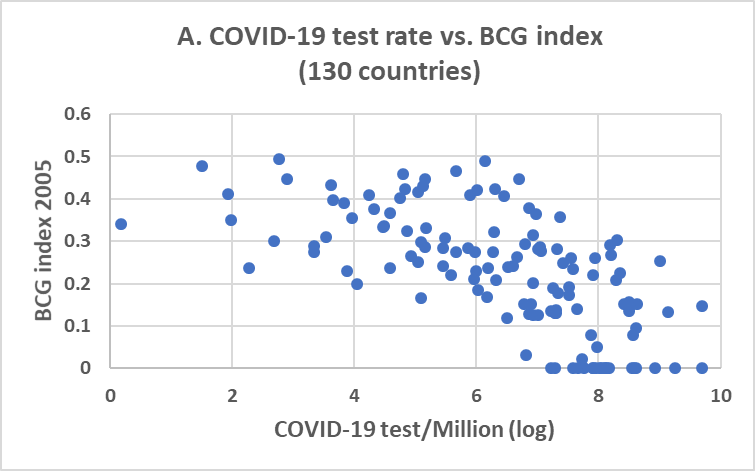 A. COVID-19 test rate vs. BCG index
(130 countries)
0.6
0.5
0.4
0.3
0.2
0.1
0
BCG index 2005
0 2 4 6 8 10
COVID-19 test/Million (log)